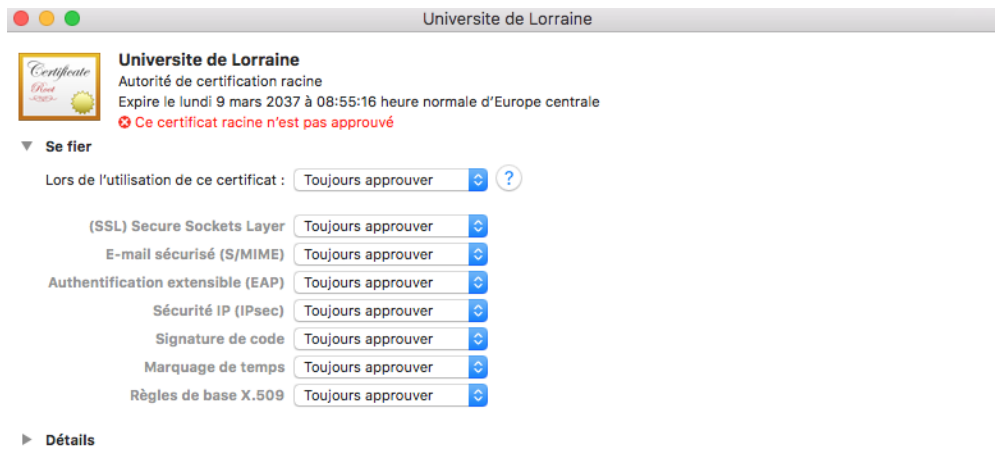 Universite de Lorraine
Certificate
Root
Universite de Lorraine
Autorité de certification racine
Expire le lundi 9 mars 2037 à 08:55:16 heure normale d'Europe centrale
Ce certificat racine n'est pas approuvé
Se fier
Lors de l'utilisation de ce certificat : Toujours approuver ?
(SSL) Secure Sockets Layer Toujours approuver
E-mail sécurisé (S/MIME) Toujours approuver
Authentification extensible (EAP) Toujours approuver
Sécurité IP (IPsec) Toujours approuver
Signature de code Toujours approuver
Marquage de temps Toujours approuver
Règles de base X.509 Toujours approuver
Détails